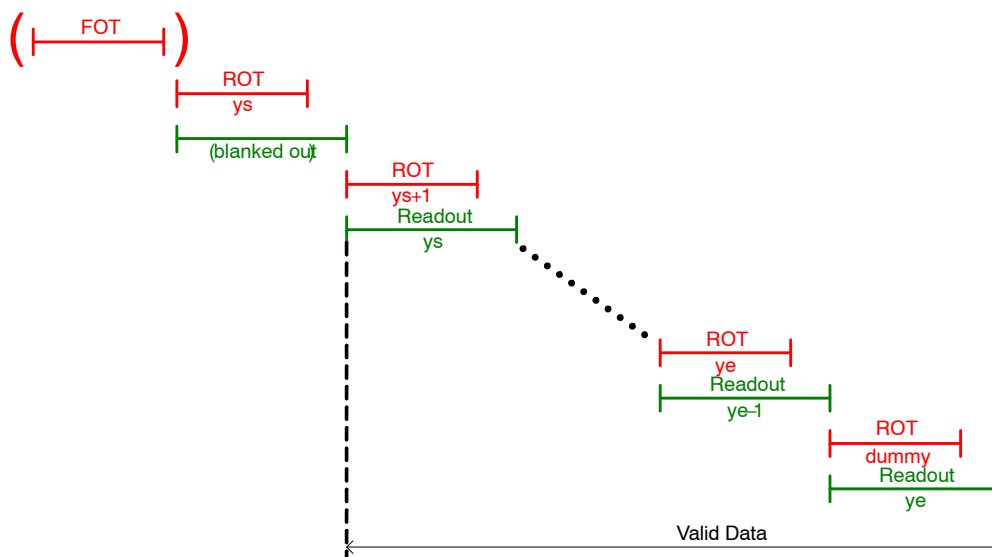 ( FOT )
ROT
ys
(blanked out)
ROT
ys+1
Readout
ys
ROT
ye
Readout
ye–1
ROT
dummy
Readout
ye
Valid Data